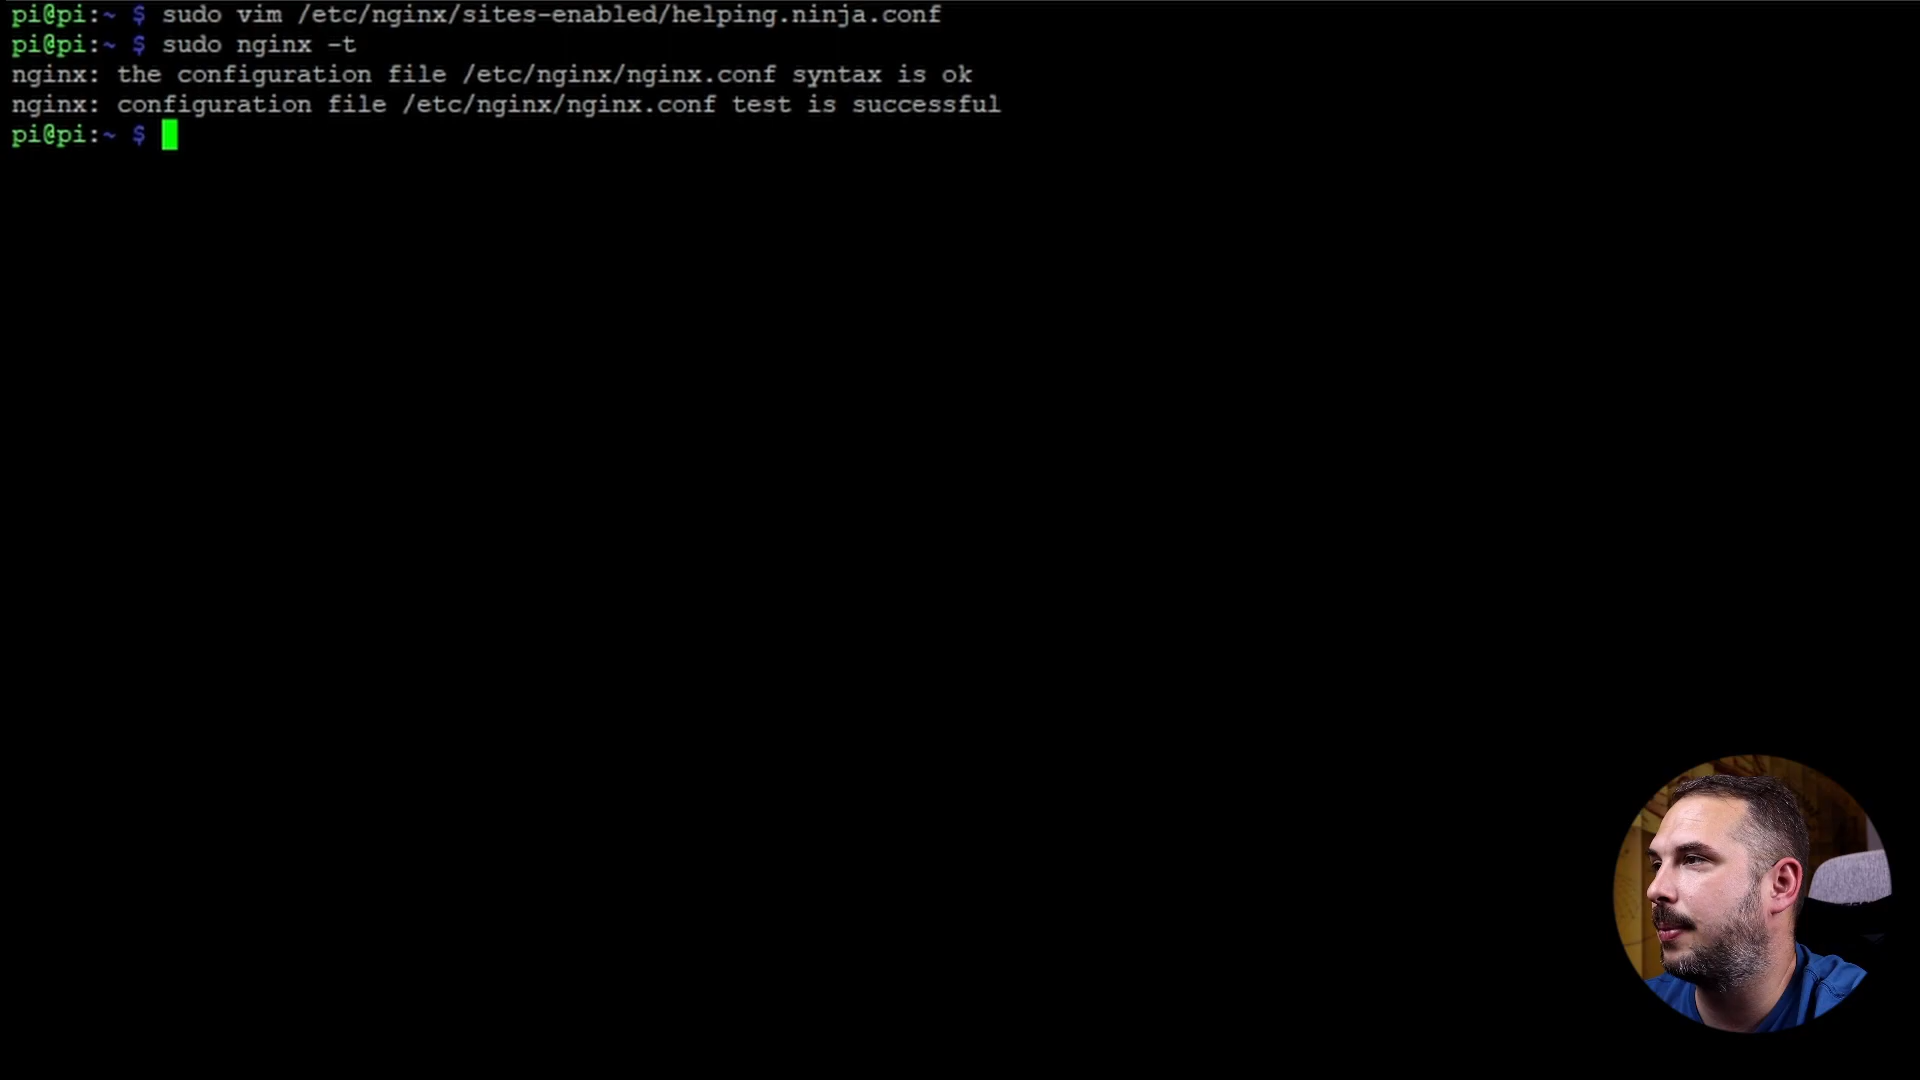 pi@pi:~ $ sudo vim /etc/nginx/sites-enabled/helping.ninja.conf
pi@pi:~ $ sudo nginx -t
nginx: the configuration file /etc/nginx/nginx.conf syntax is ok
nginx: configuration file /etc/nginx/nginx.conf test is successful
pi@pi:~ $